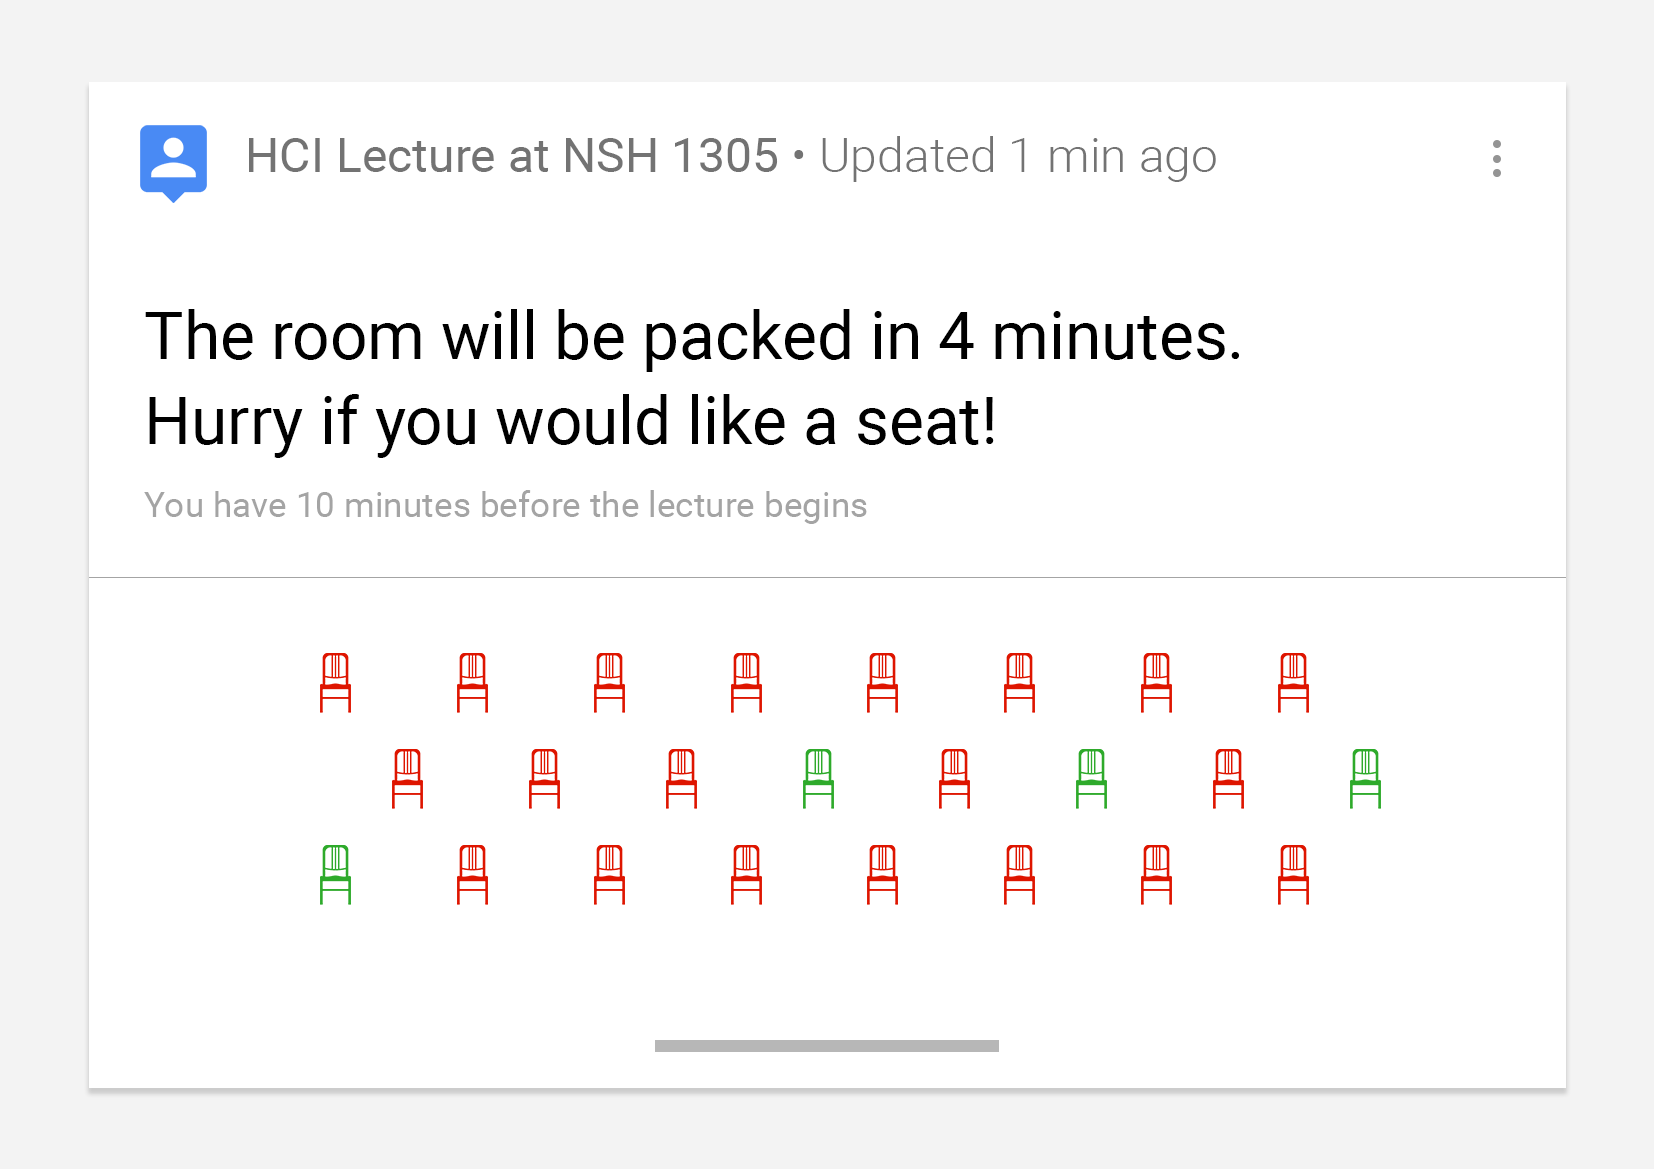 HCI Lecture at NSH 1305 • Updated 1 min ago
The room will be packed in 4 minutes.
Hurry if you would like a seat!
You have 10 minutes before the lecture begins